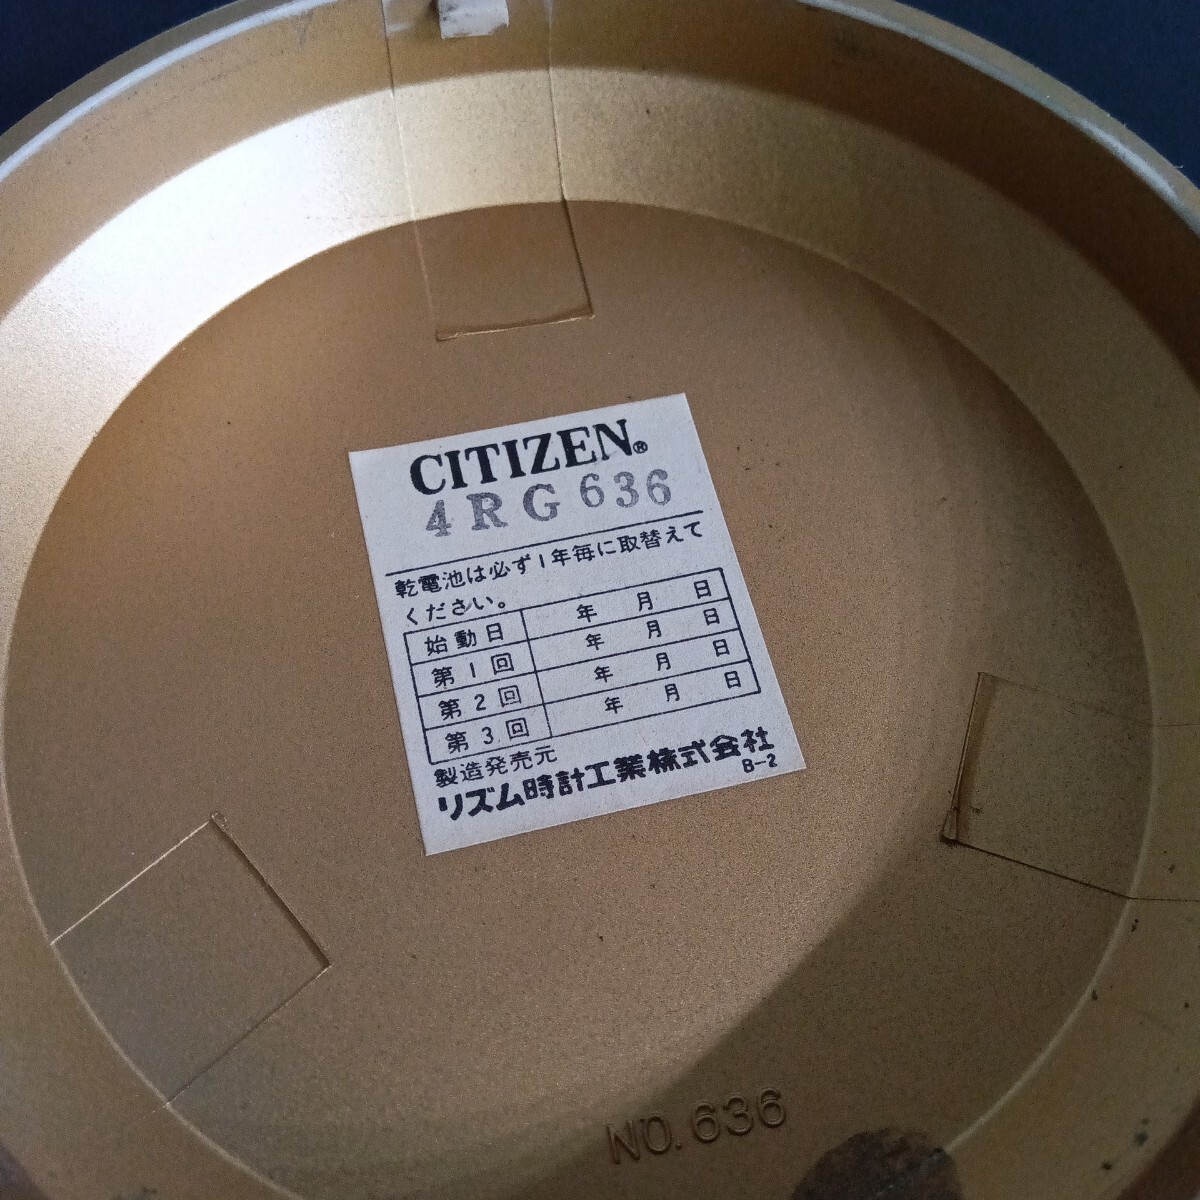 CITIZEN®
4RG636
乾電池は必ず1年毎に取替えて
ください。
始動日 年 月 日
第1回 年 月 日
第2回 年 月 日
第3回 年 月 日
製造発売元
リズム時計工業株式会社
B-2
NO.636